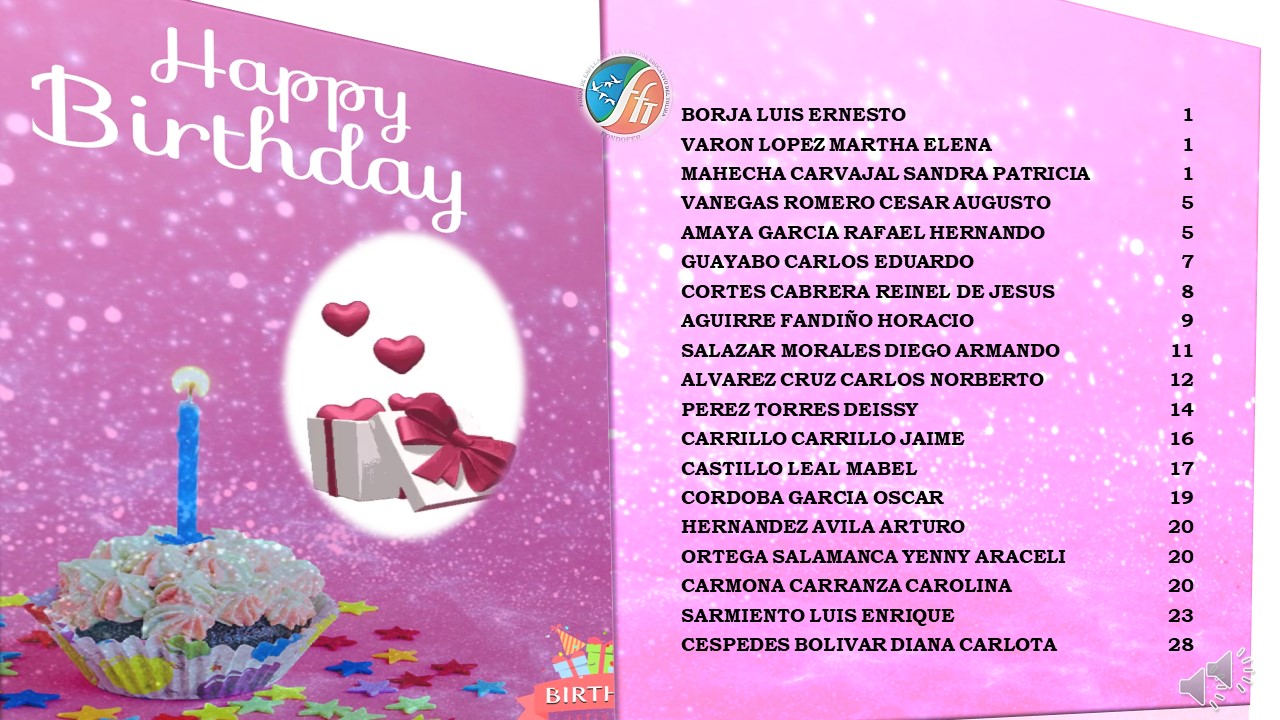 Happy
Birthday
BORJA LUIS ERNESTO 1
VARON LOPEZ MARTHA ELENA 1
MAHECHA CARVAJAL SANDRA PATRICIA 1
VANEGAS ROMERO CESAR AUGUSTO 5
AMAYA GARCIA RAFAEL HERNANDO 5
GUAYABO CARLOS EDUARDO 7
CORTES CABRERA REINEL DE JESUS 8
AGUIRRE FANDIÑO HORACIO 9
SALAZAR MORALES DIEGO ARMANDO 11
ALVAREZ CRUZ CARLOS NORBERTO 12
PEREZ TORRES DEISSY 14
CARRILLO CARRILLO JAIME 16
CASTILLO LEAL MABEL 17
CORDOBA GARCIA OSCAR 19
HERNANDEZ AVILA ARTURO 20
ORTEGA SALAMANCA YENNY ARACELI 20
CARMONA CARRANZA CAROLINA 20
SARMIENTO LUIS ENRIQUE 23
CESPEDES BOLIVAR DIANA CARLOTA 28
BIRTH